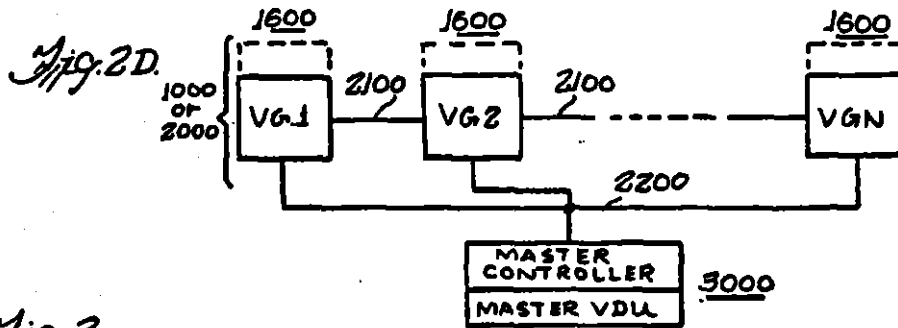 1600 1600 1600
Fig. 2D.
1000 or 2000
VG1 2100 VG2 2100 VGN
2200
MASTER CONTROLLER
3000
MASTER VDU
Fig. 3